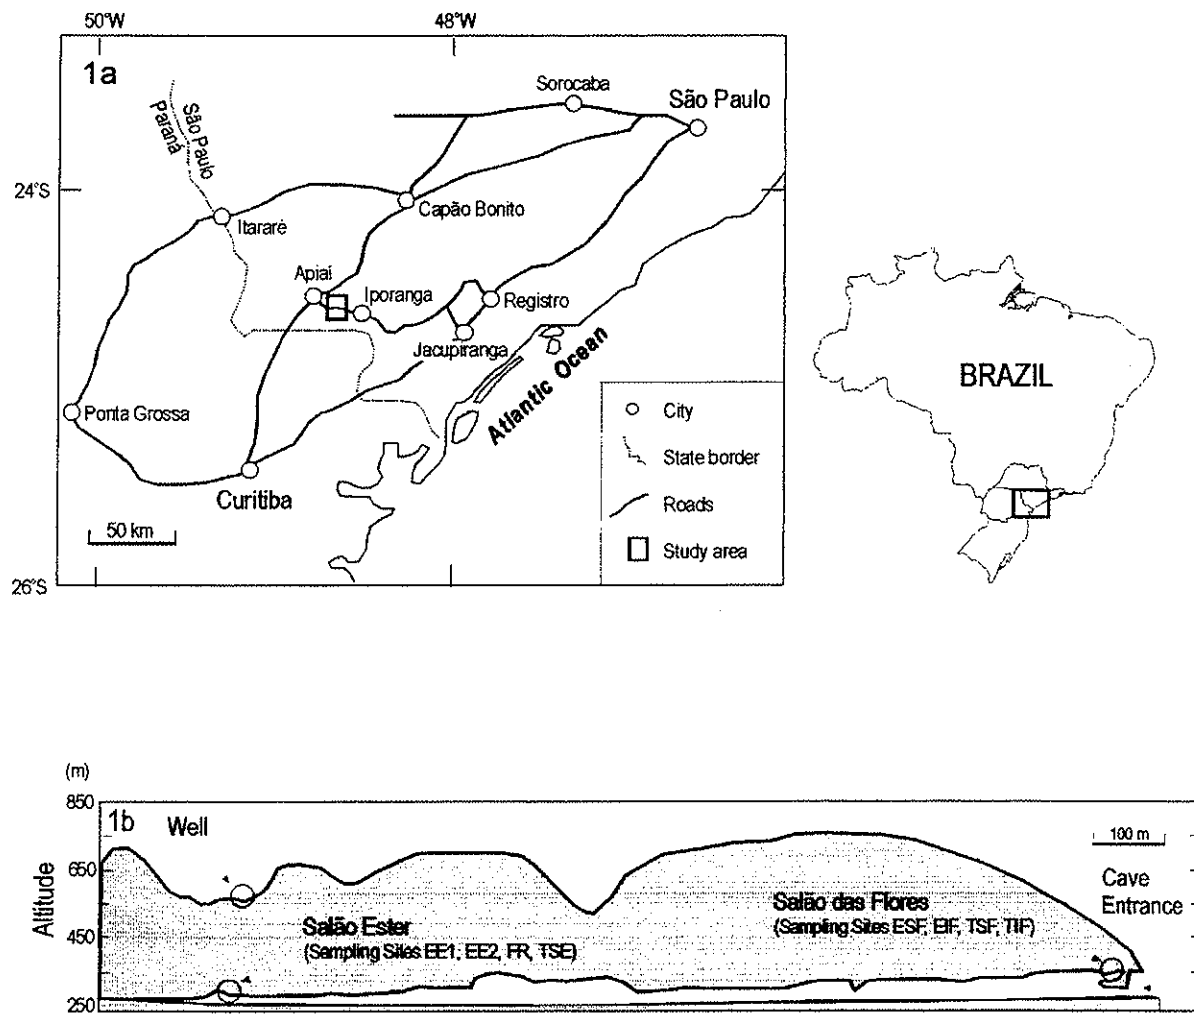 50°W
48°W
1a
Sorocaba
São Paulo
São Paulo
Paraná
24°S
Capão Bonito
Itararé
Apiaí
Iporanga
Registro
Jacupiranga
Atlantic Ocean
BRAZIL
Ponta Grossa
City
State border
Curitiba
Roads
50 km
Study area
26°S
(m)
850
1b
Well
100 m
650
Cave
Entrance
Altitude
Salão Ester
(Sampling Sites EE1; EE2, FR, TSE)
Salão das Flores
(Sampling Sites ESF, EIF, TSF, TIF)
450
250